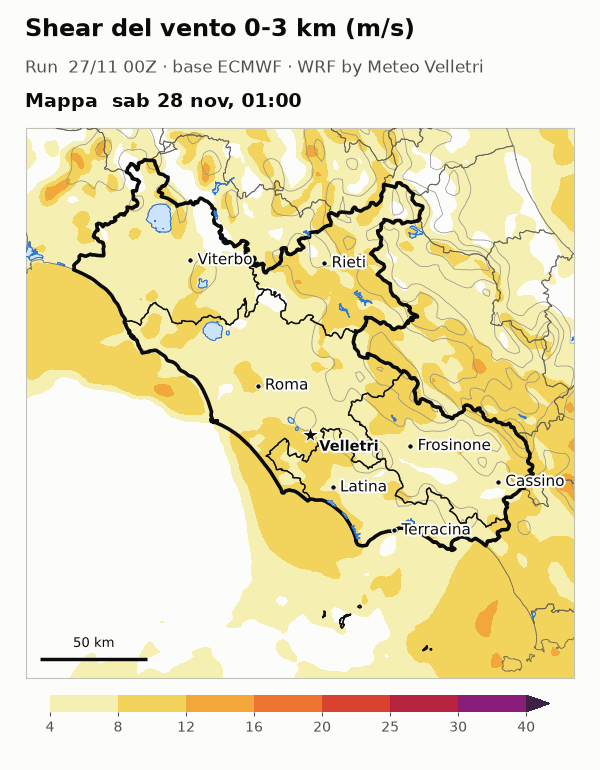 Shear del vento 0-3 km (m/s)
Run  27/11 00Z · base ECMWF · WRF by Meteo Velletri
Mappa  sab 28 nov, 01:00
Viterbo
Rieti
Roma
Velletri
Frosinone
Cassino
Latina
Terracina
50 km
4 8 12 16 20 25 30 40